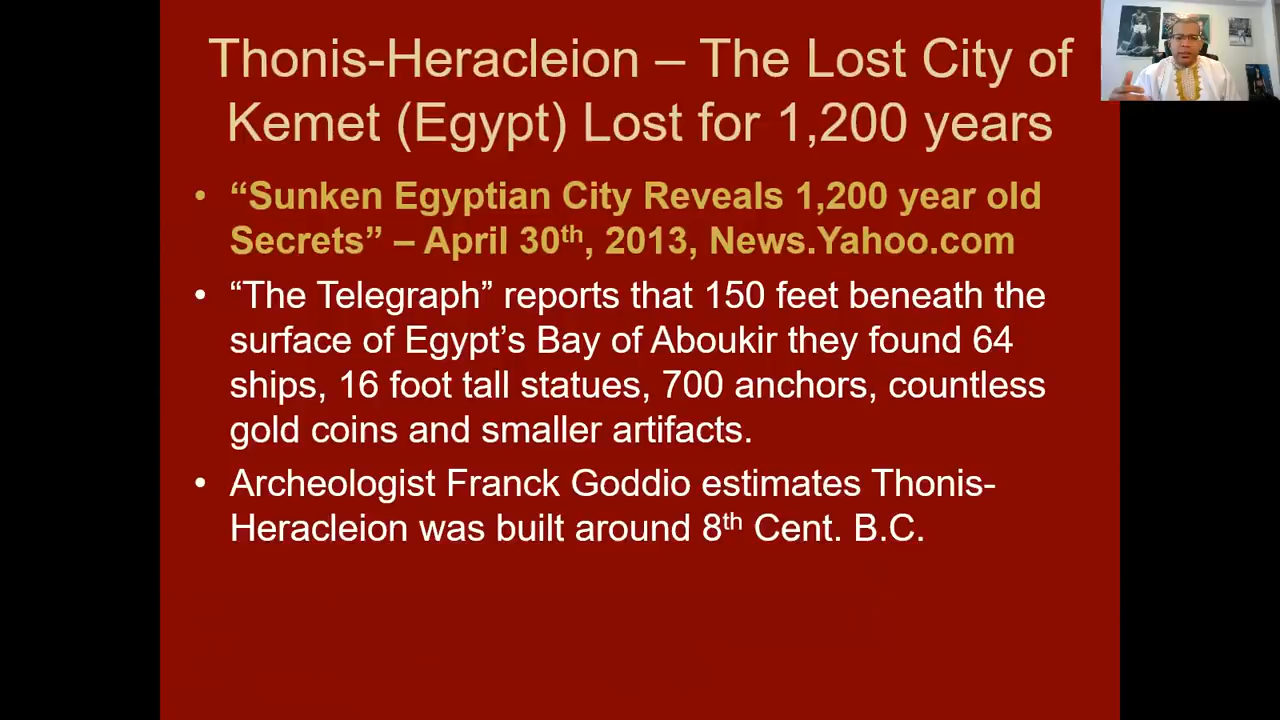 Thonis-Heracleion – The Lost City of
Kemet (Egypt) Lost for 1,200 years
• “Sunken Egyptian City Reveals 1,200 year old
Secrets” – April 30th, 2013, News.Yahoo.com
• “The Telegraph” reports that 150 feet beneath the
surface of Egypt’s Bay of Aboukir they found 64
ships, 16 foot tall statues, 700 anchors, countless
gold coins and smaller artifacts.
• Archeologist Franck Goddio estimates Thonis-
Heracleion was built around 8th Cent. B.C.